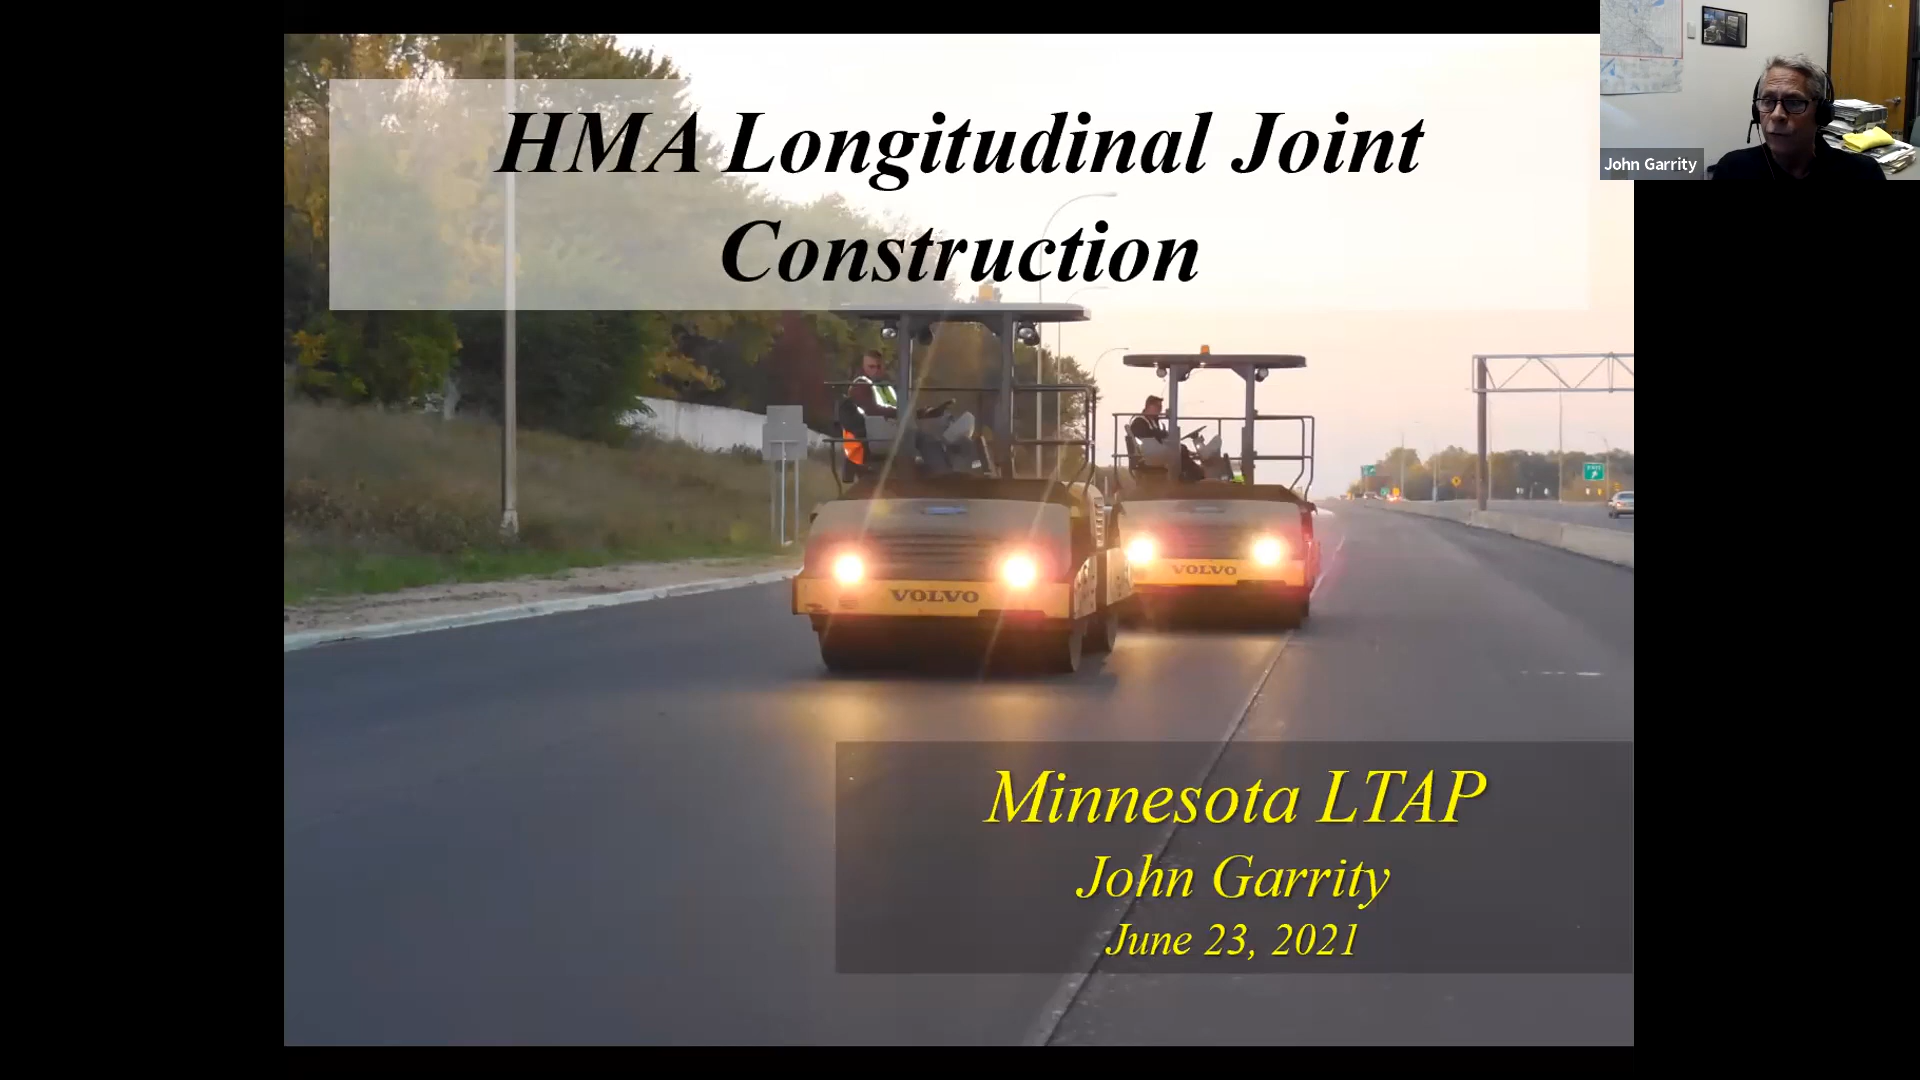 HMA Longitudinal Joint
Construction
John Garrity
VOLVO
VOLVO
Minnesota LTAP
John Garrity
June 23, 2021